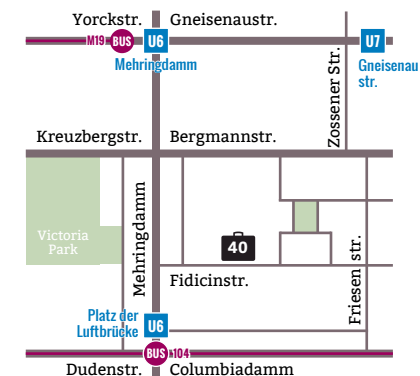 Yorckstr. Gneisenaustr.
M19 BUS U6 U7
Mehringdamm
Gneisenau
str.
Zossener Str.
Kreuzbergstr. Bergmannstr.
Mehringdamm
Victoria
Park
40
Friesen str.
Fidicinstr.
Platz der
Luftbrücke
U6
BUS 104
Dudenstr. Columbiadamm